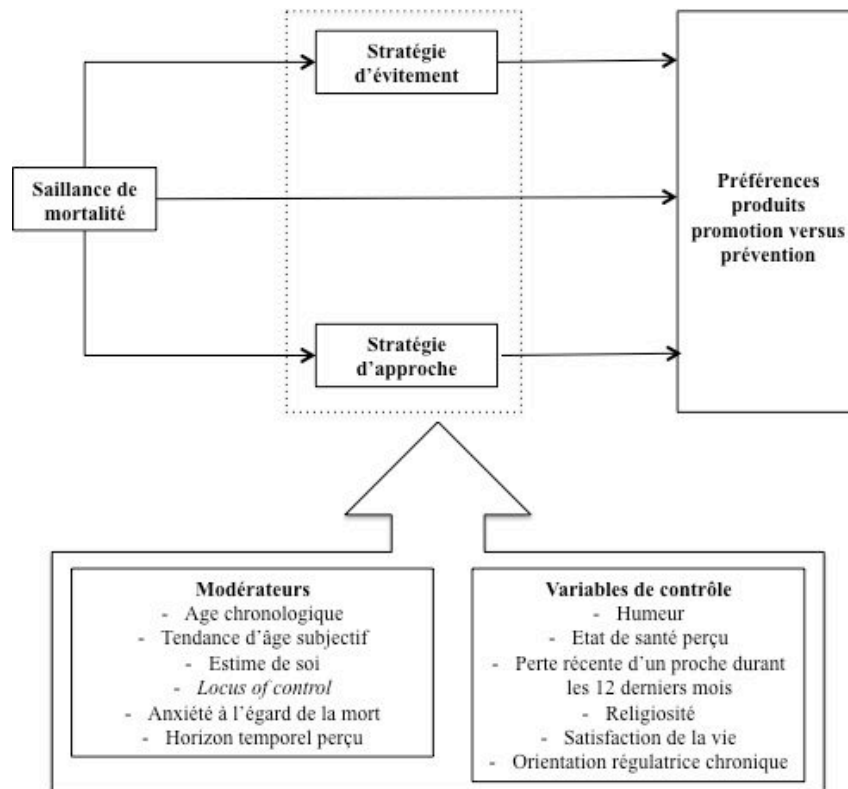 Stratégie
d'évitement
Saillance de
mortalité
Préférences
produits
promotion versus
prévention
Stratégie
d'approche
Modérateurs
- Age chronologique
- Tendance d'âge subjectif
- Estime de soi
- Locus of control
- Anxiété à l'égard de la mort
- Horizon temporel perçu
Variables de contrôle
- Humeur
- Etat de santé perçu
- Perte récente d'un proche durant
les 12 derniers mois
- Religiosité
- Satisfaction de la vie
- Orientation régulatrice chronique